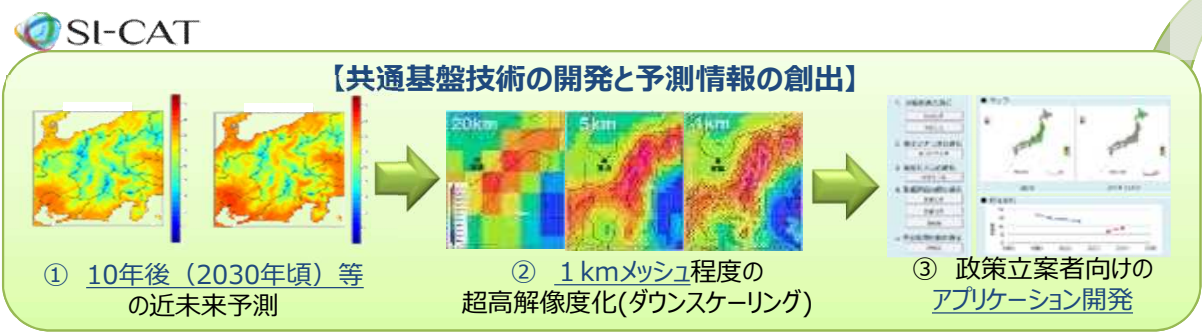 SI-CAT
【共通基盤技術の開発と予測情報の創出】
20km
5km
1km
① 10年後（2030年頃）等
の近未来予測
② １kmメッシュ程度の
超高解像度化(ダウンスケーリング)
③ 政策立案者向けの
アプリケーション開発